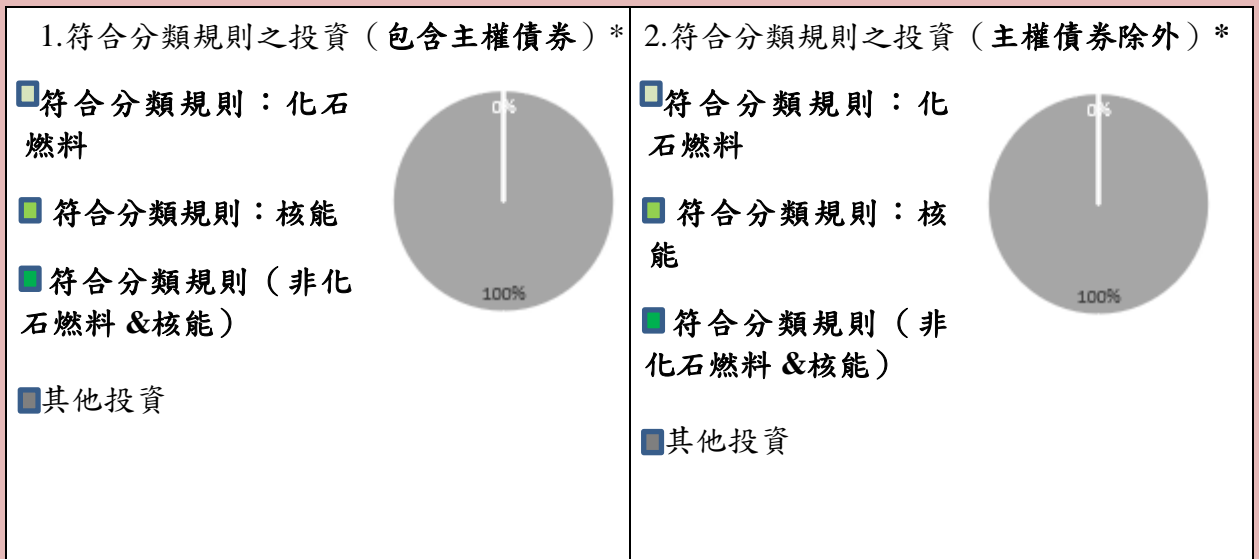 1.符合分類規則之投資（包含主權債券）*
符合分類規則：化石
燃料
符合分類規則：核能
符合分類規則（非化
石燃料 &核能）
其他投資
0%
100%
2.符合分類規則之投資（主權債券除外）*
符合分類規則：化
石燃料
符合分類規則：核
能
符合分類規則（非
化石燃料 &核能）
其他投資
0%
100%